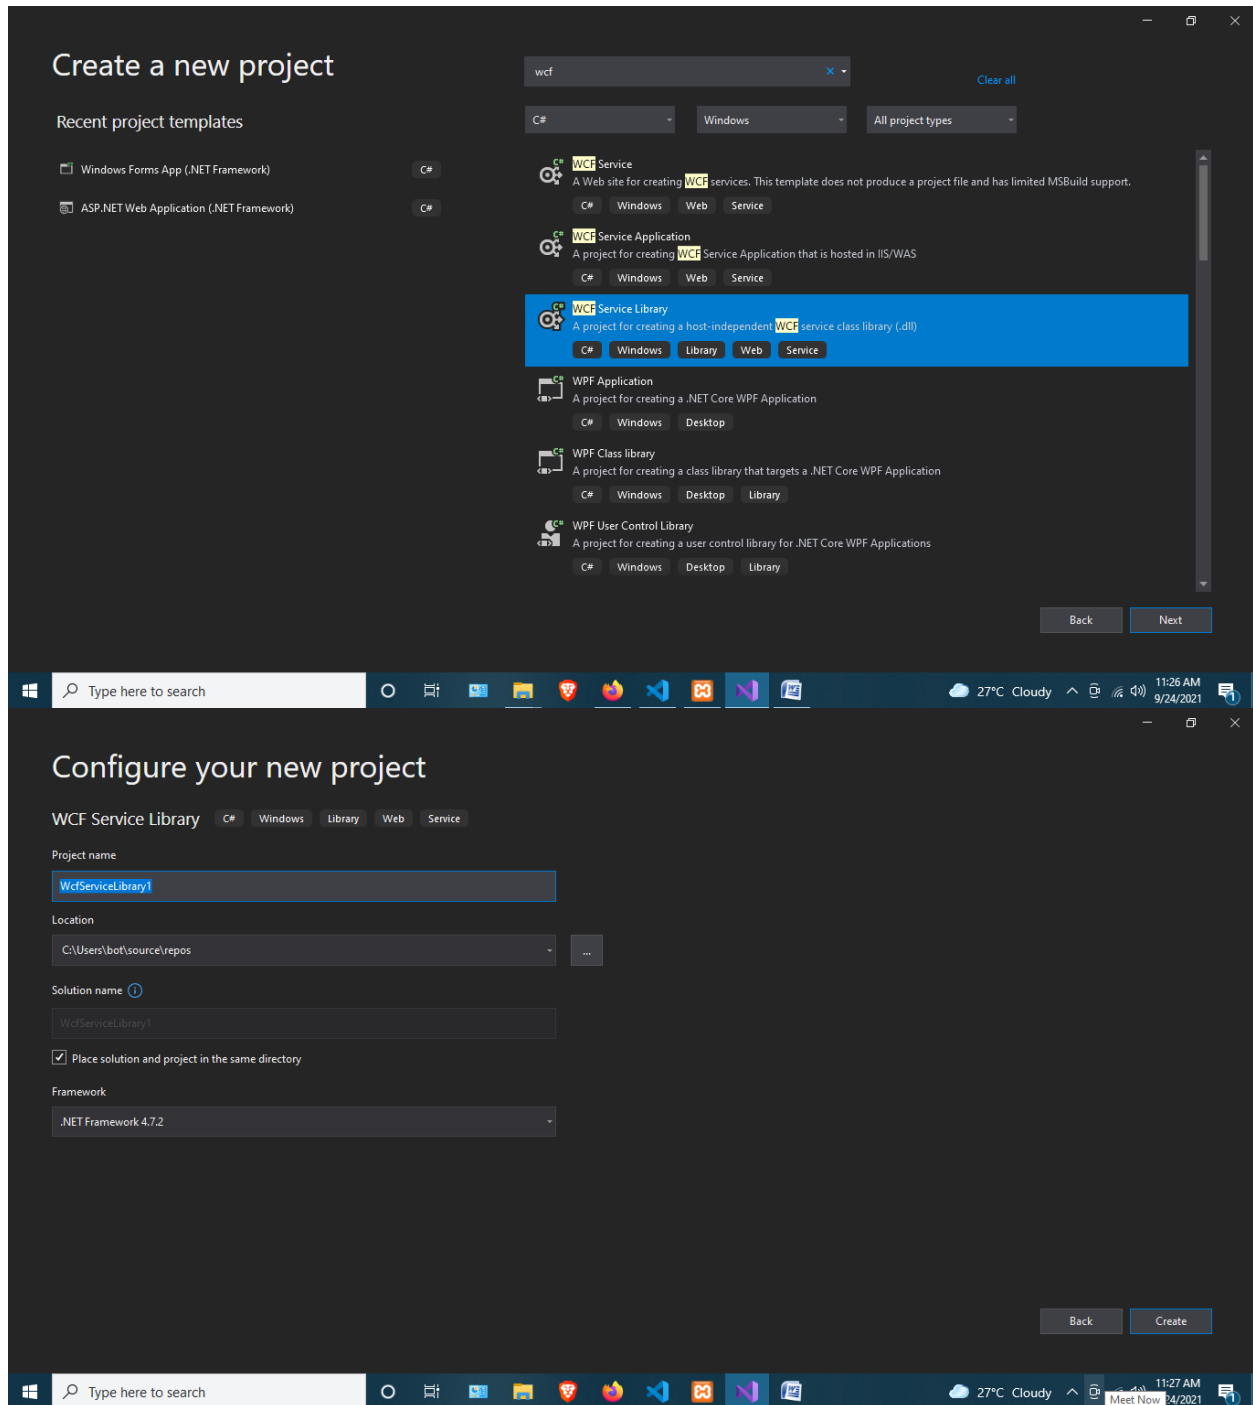 Create a new project
wcf
Clear all
Recent project templates
C#
Windows
All project types
Windows Forms App (.NET Framework)
C#
ASP.NET Web Application (.NET Framework)
C#
WCF Service
A Web site for creating WCF services. This template does not produce a project file and has limited MSBuild support.
C# Windows Web Service
WCF Service Application
A project for creating WCF Service Application that is hosted in IIS/WAS
C# Windows Web Service
WCF Service Library
A project for creating a host-independent WCF service class library (.dll)
C# Windows Library Web Service
WPF Application
A project for creating a .NET Core WPF Application
C# Windows Desktop
WPF Class library
A project for creating a class library that targets a .NET Core WPF Application
C# Windows Desktop Library
WPF User Control Library
A project for creating a user control library for .NET Core WPF Applications
C# Windows Desktop Library
Back
Next
Type here to search
27°C Cloudy
11:26 AM
9/24/2021
1
Configure your new project
WCF Service Library C# Windows Library Web Service
Project name
WcfServiceLibrary1
Location
C:\Users\bot\source\repos
...
Solution name
WcfServiceLibrary1
Place solution and project in the same directory
Framework
.NET Framework 4.7.2
Back
Create
Type here to search
27°C Cloudy
11:27 AM
Meet Now
24/2021
1